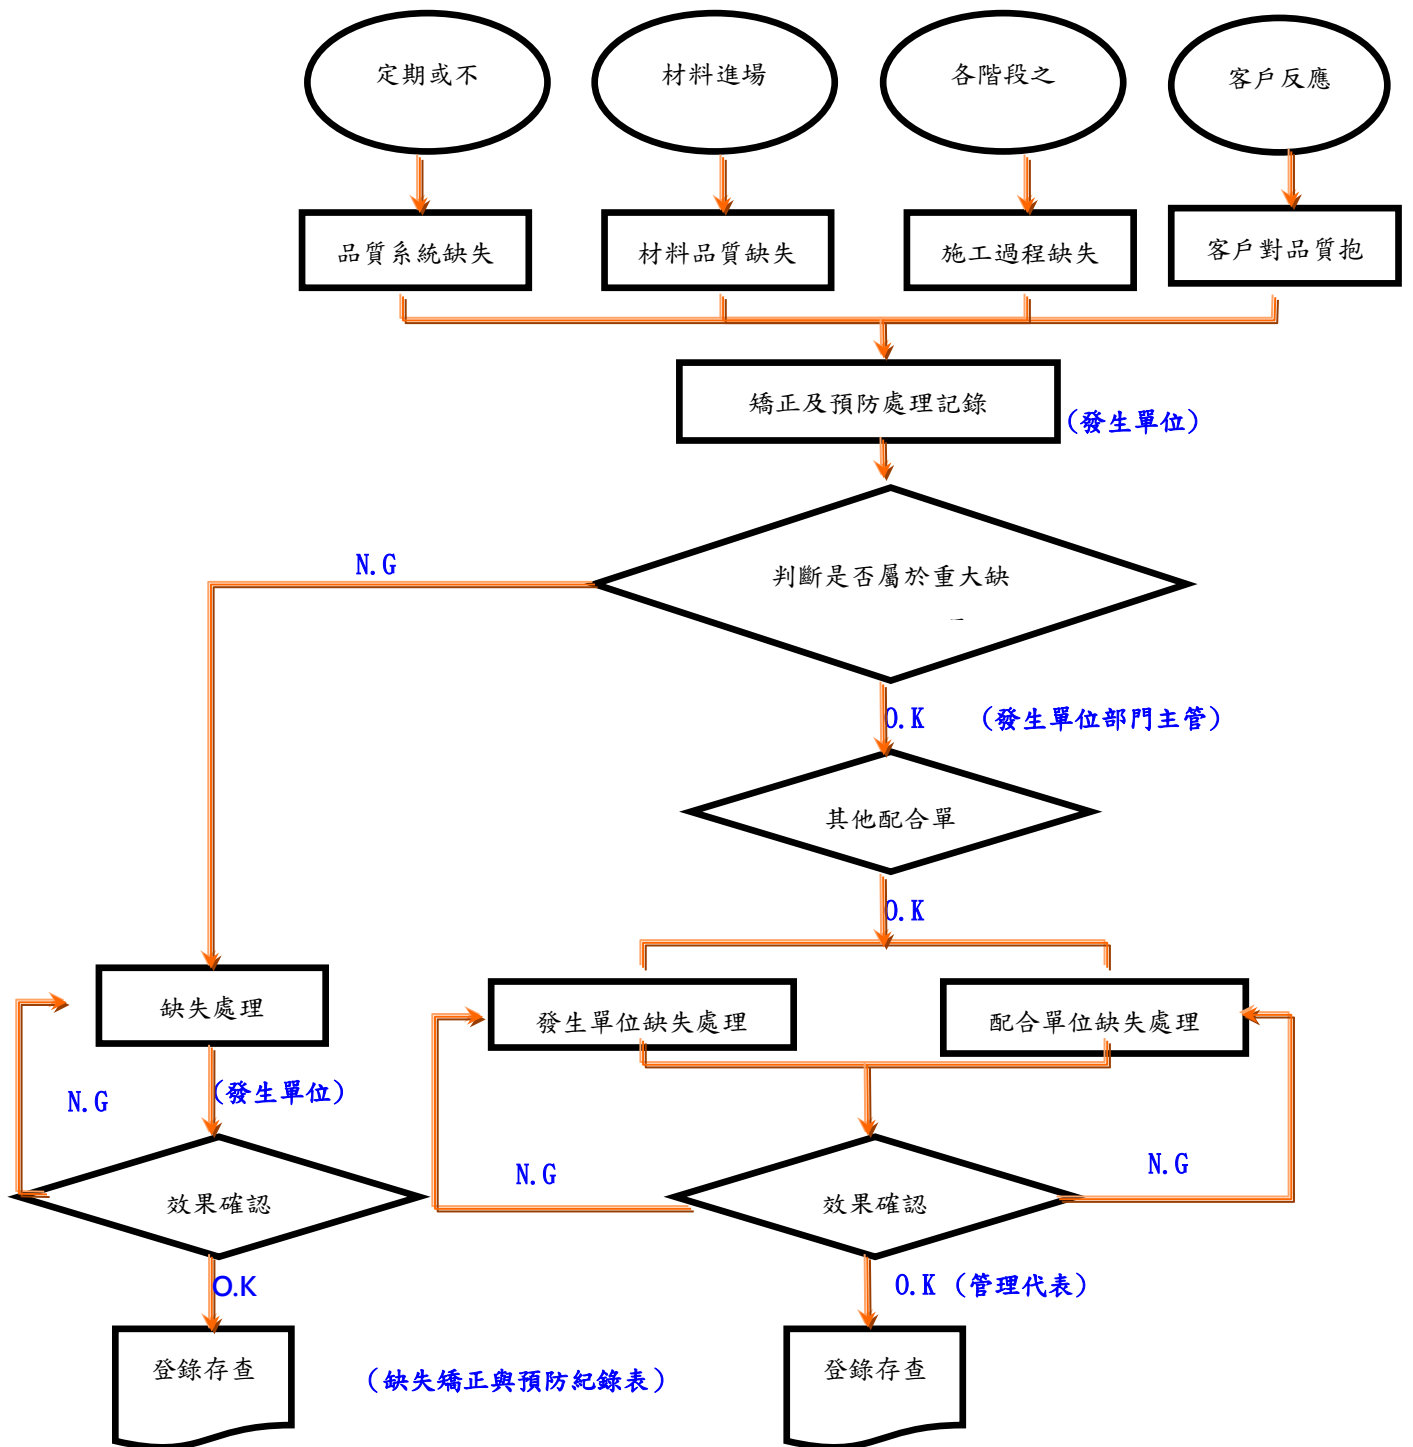 定期或不
材料進場
各階段之
客戶反應
品質系統缺失
材料品質缺失
施工過程缺失
客戶對品質抱
矯正及預防處理記錄
(發生單位)
N.G
判斷是否屬於重大缺
O.K
(發生單位部門主管)
其他配合單
O.K
缺失處理
發生單位缺失處理
配合單位缺失處理
N.G
(發生單位)
N.G
N.G
效果確認
效果確認
O.K
O.K (管理代表)
登錄存查
(缺失矯正與預防紀錄表)
登錄存查